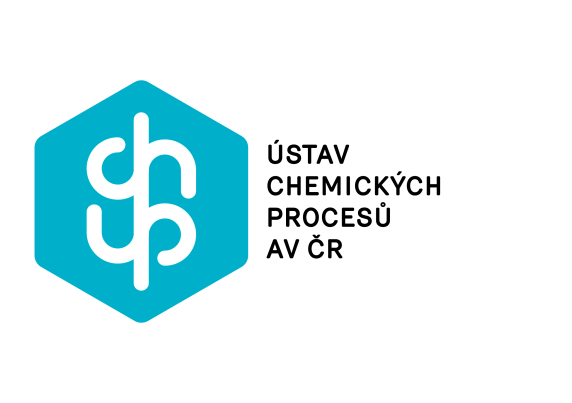 ÚSTAV
CHEMICKÝCH
PROCESŮ
AV ČR